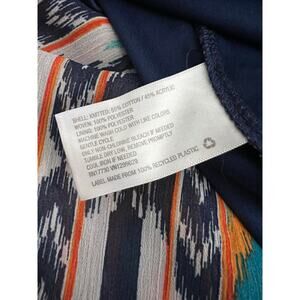 SHELL: KNITTED: 55% COTTON / 45% ACRYLIC
WOVEN: 100% POLYESTER
LINING: 100% POLYESTER
MACHINE WASH COLD WITH LIKE COLORS
GENTLE CYCLE
ONLY NON-CHLORINE BLEACH IF NEEDED
TUMBLE DRY LOW, REMOVE PROMPTLY
COOL IRON IF NEEDED
RN17730 VN1299629
LABEL MADE FROM 100% RECYCLED PLASTIC